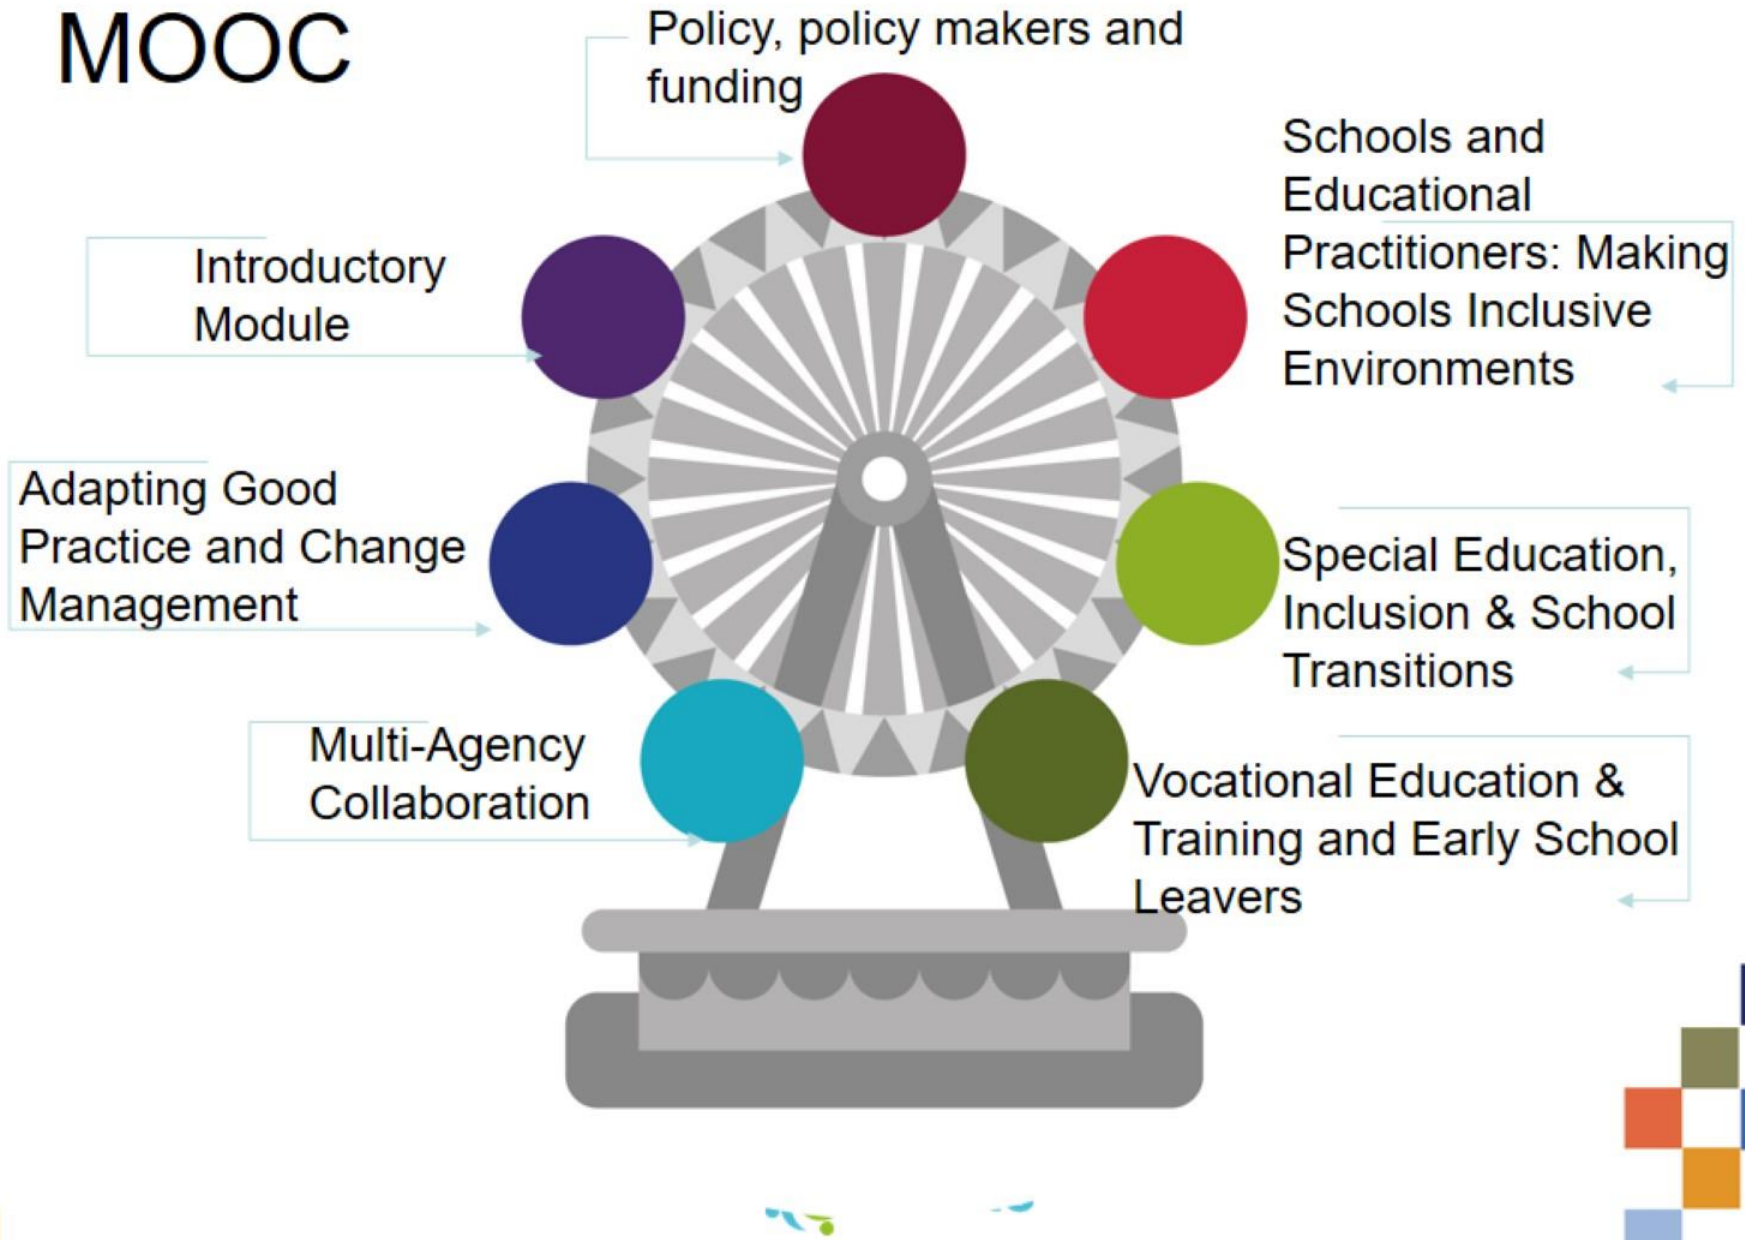 MOOC
Policy, policy makers and
funding
Schools and
Educational
Practitioners: Making
Schools Inclusive
Environments
Introductory
Module
Adapting Good
Practice and Change
Management
Special Education,
Inclusion & School
Transitions
Multi-Agency
Collaboration
Vocational Education &
Training and Early School
Leavers